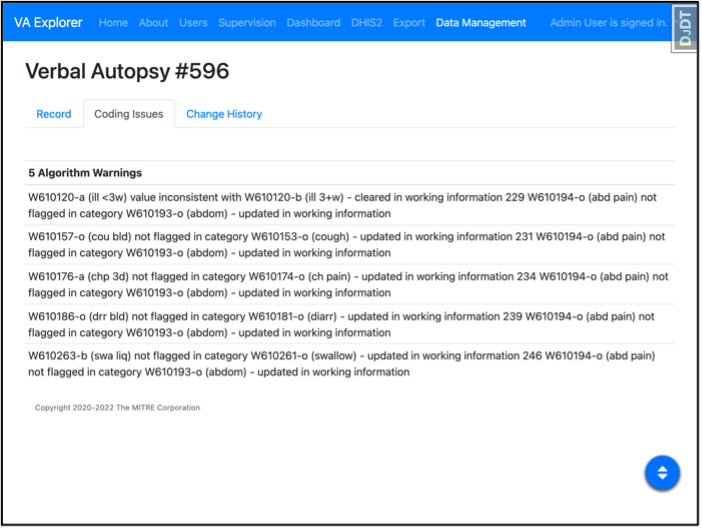 VA Explorer Home About Users Supervision Dashboard DHIS2 Export Data Management Admin User is signed in.
DJDT
Verbal Autopsy #596
Record Coding Issues Change History
5 Algorithm Warnings
W610120-a (ill <3w) value inconsistent with W610120-b (ill 3+w) - cleared in working information 229 W610194-o (abd pain) not
flagged in category W610193-o (abdom) - updated in working information
W610157-o (cou bld) not flagged in category W610153-o (cough) - updated in working information 231 W610194-o (abd pain) not
flagged in category W610193-o (abdom) - updated in working information
W610176-a (chp 3d) not flagged in category W610174-o (ch pain) - updated in working information 234 W610194-o (abd pain) not
flagged in category W610193-o (abdom) - updated in working information
W610186-o (drr bld) not flagged in category W610181-o (diarr) - updated in working information 239 W610194-o (abd pain) not
flagged in category W610193-o (abdom) - updated in working information
W610263-b (swa liq) not flagged in category W610261-o (swallow) - updated in working information 246 W610194-o (abd pain)
not flagged in category W610193-o (abdom) - updated in working information
Copyright 2020-2022 The MITRE Corporation